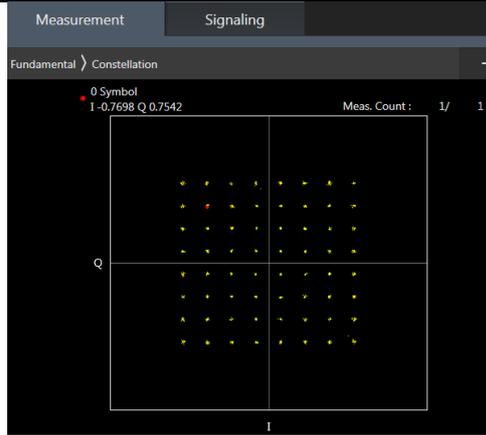 Measurement Signaling
Fundamental 〉 Constellation
0 Symbol
I -0.7698 Q 0.7542 Meas. Count : 1/ 1
Q
I